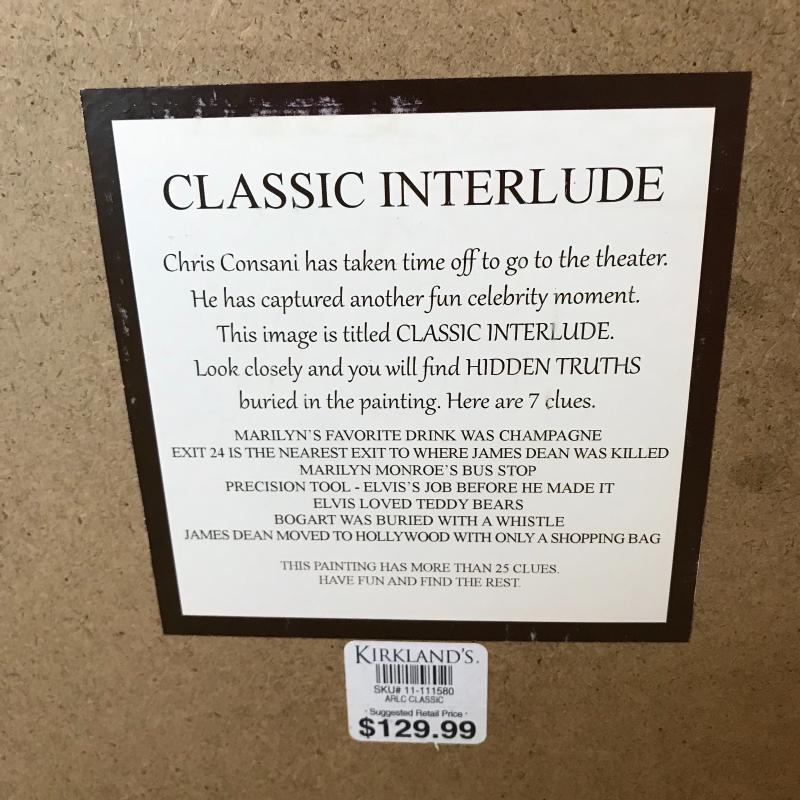 CLASSIC INTERLUDE
Chris Consani has taken time off to go to the theater.
He has captured another fun celebrity moment.
This image is titled CLASSIC INTERLUDE.
Look closely and you will find HIDDEN TRUTHS
buried in the painting. Here are 7 clues.
MARILYN'S FAVORITE DRINK WAS CHAMPAGNE
EXIT 24 IS THE NEAREST EXIT TO WHERE JAMES DEAN WAS KILLED
MARILYN MONROE'S BUS STOP
PRECISION TOOL - ELVIS'S JOB BEFORE HE MADE IT
ELVIS LOVED TEDDY BEARS
BOGART WAS BURIED WITH A WHISTLE
JAMES DEAN MOVED TO HOLLYWOOD WITH ONLY A SHOPPING BAG
THIS PAINTING HAS MORE THAN 25 CLUES.
HAVE FUN AND FIND THE REST.
KIRKLAND'S.
SKU# 11-111580
ARLC CLASSIC
Suggested Retail Price
$129.99